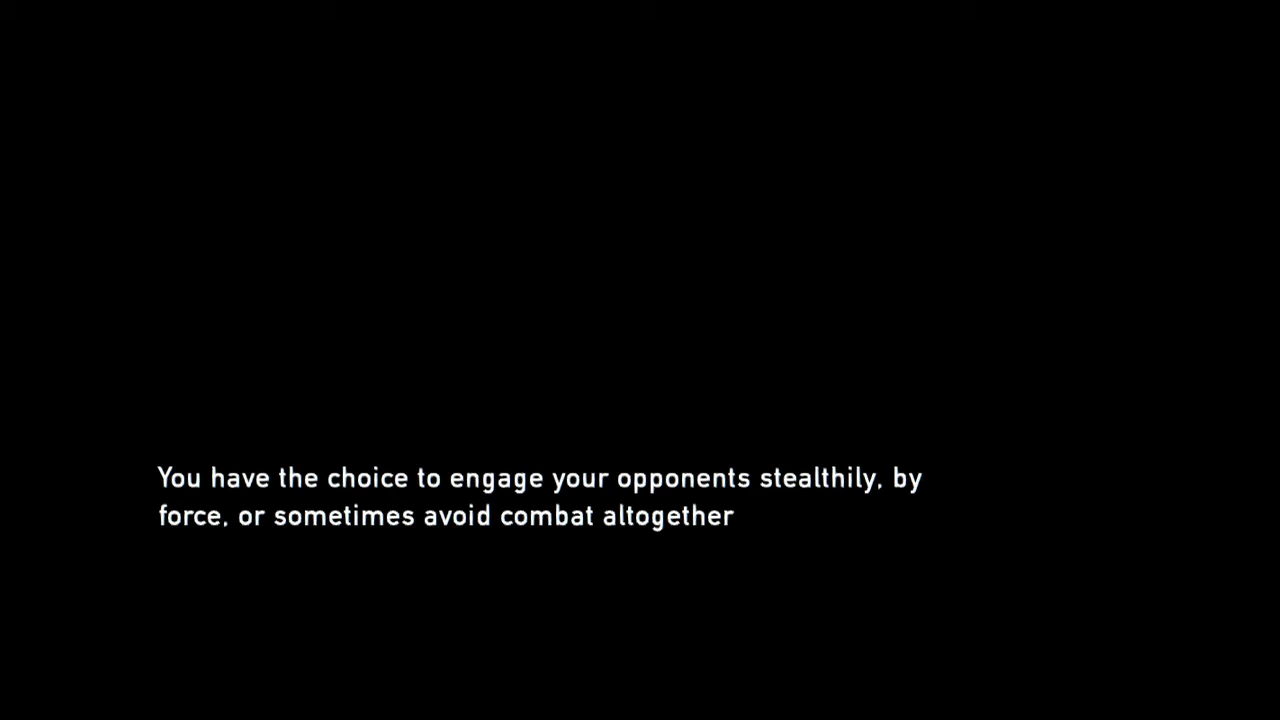 You have the choice to engage your opponents stealthily, by
force, or sometimes avoid combat altogether